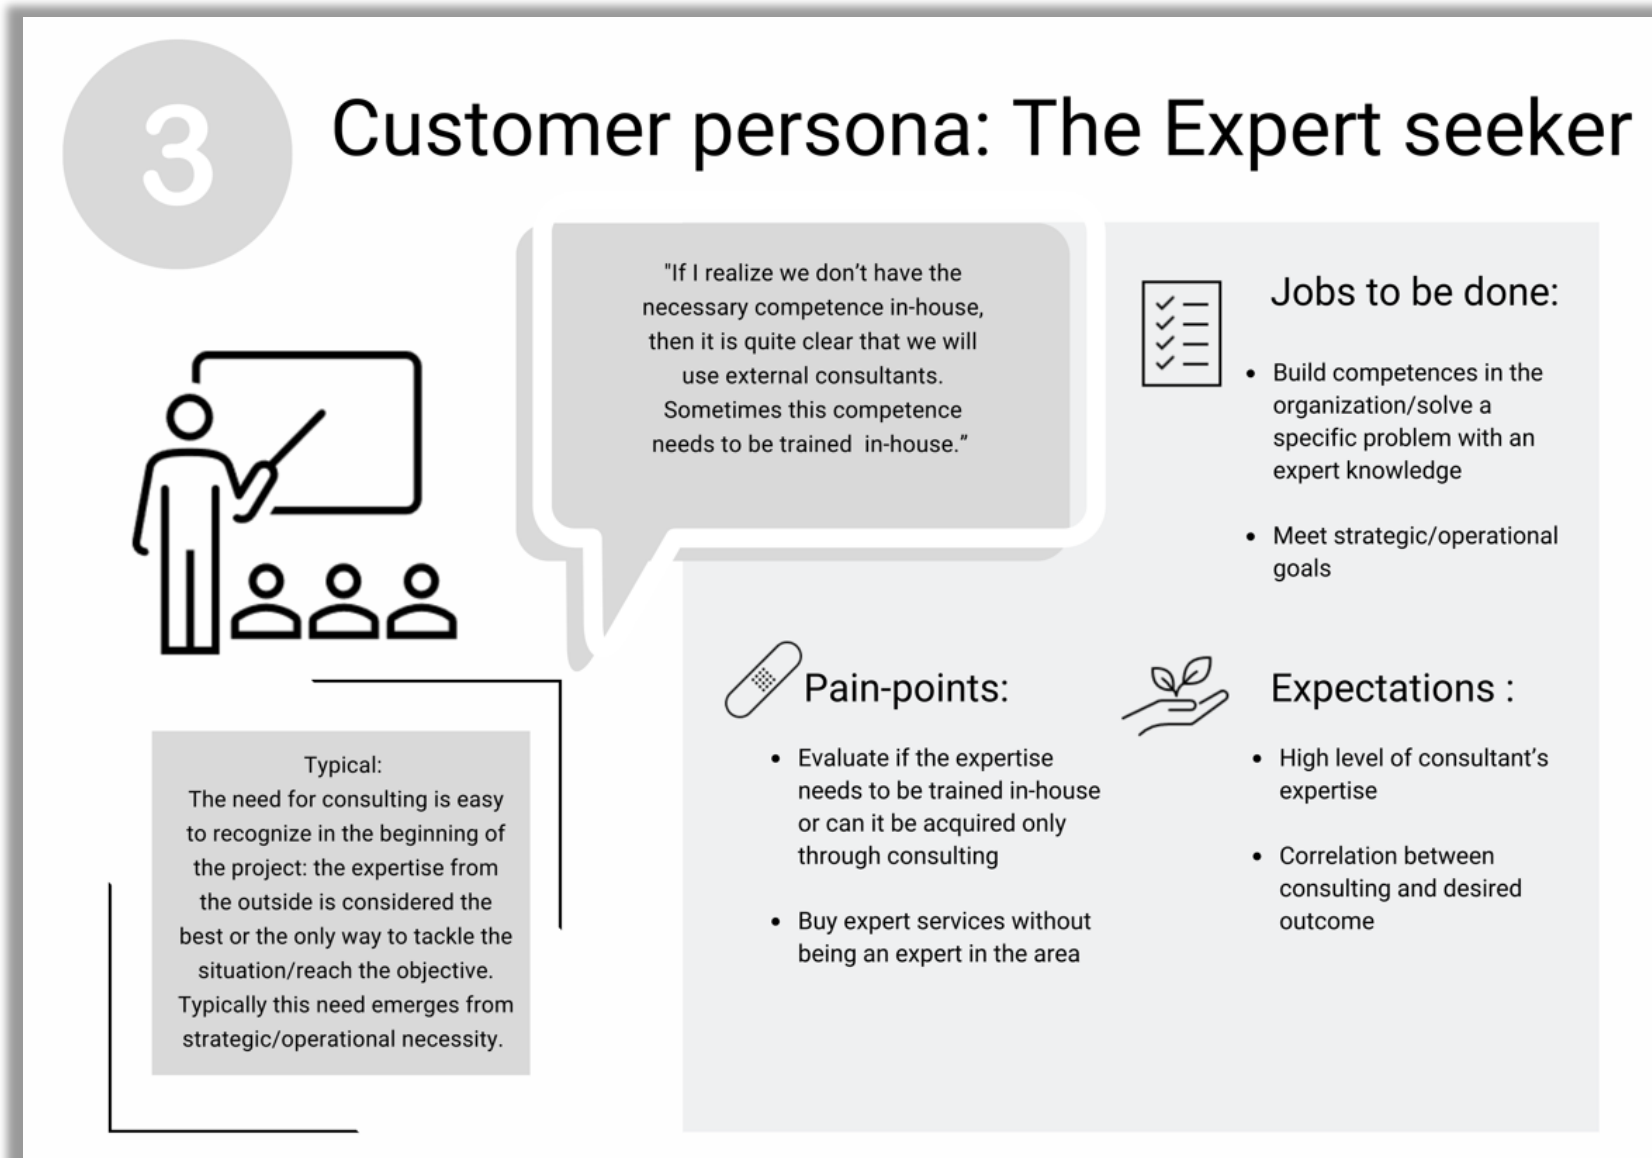 3
Customer persona: The Expert seeker
"If I realize we don't have the
necessary competence in-house,
then it is quite clear that we will
use external consultants.
Sometimes this competence
needs to be trained  in-house.”
Jobs to be done:
• Build competences in the
organization/solve a
specific problem with an
expert knowledge
• Meet strategic/operational
goals
Typical:
The need for consulting is easy
to recognize in the beginning of
the project: the expertise from
the outside is considered the
best or the only way to tackle the
situation/reach the objective.
Typically this need emerges from
strategic/operational necessity.
Pain-points:
• Evaluate if the expertise
needs to be trained in-house
or can it be acquired only
through consulting
• Buy expert services without
being an expert in the area
Expectations :
• High level of consultant's
expertise
• Correlation between
consulting and desired
outcome